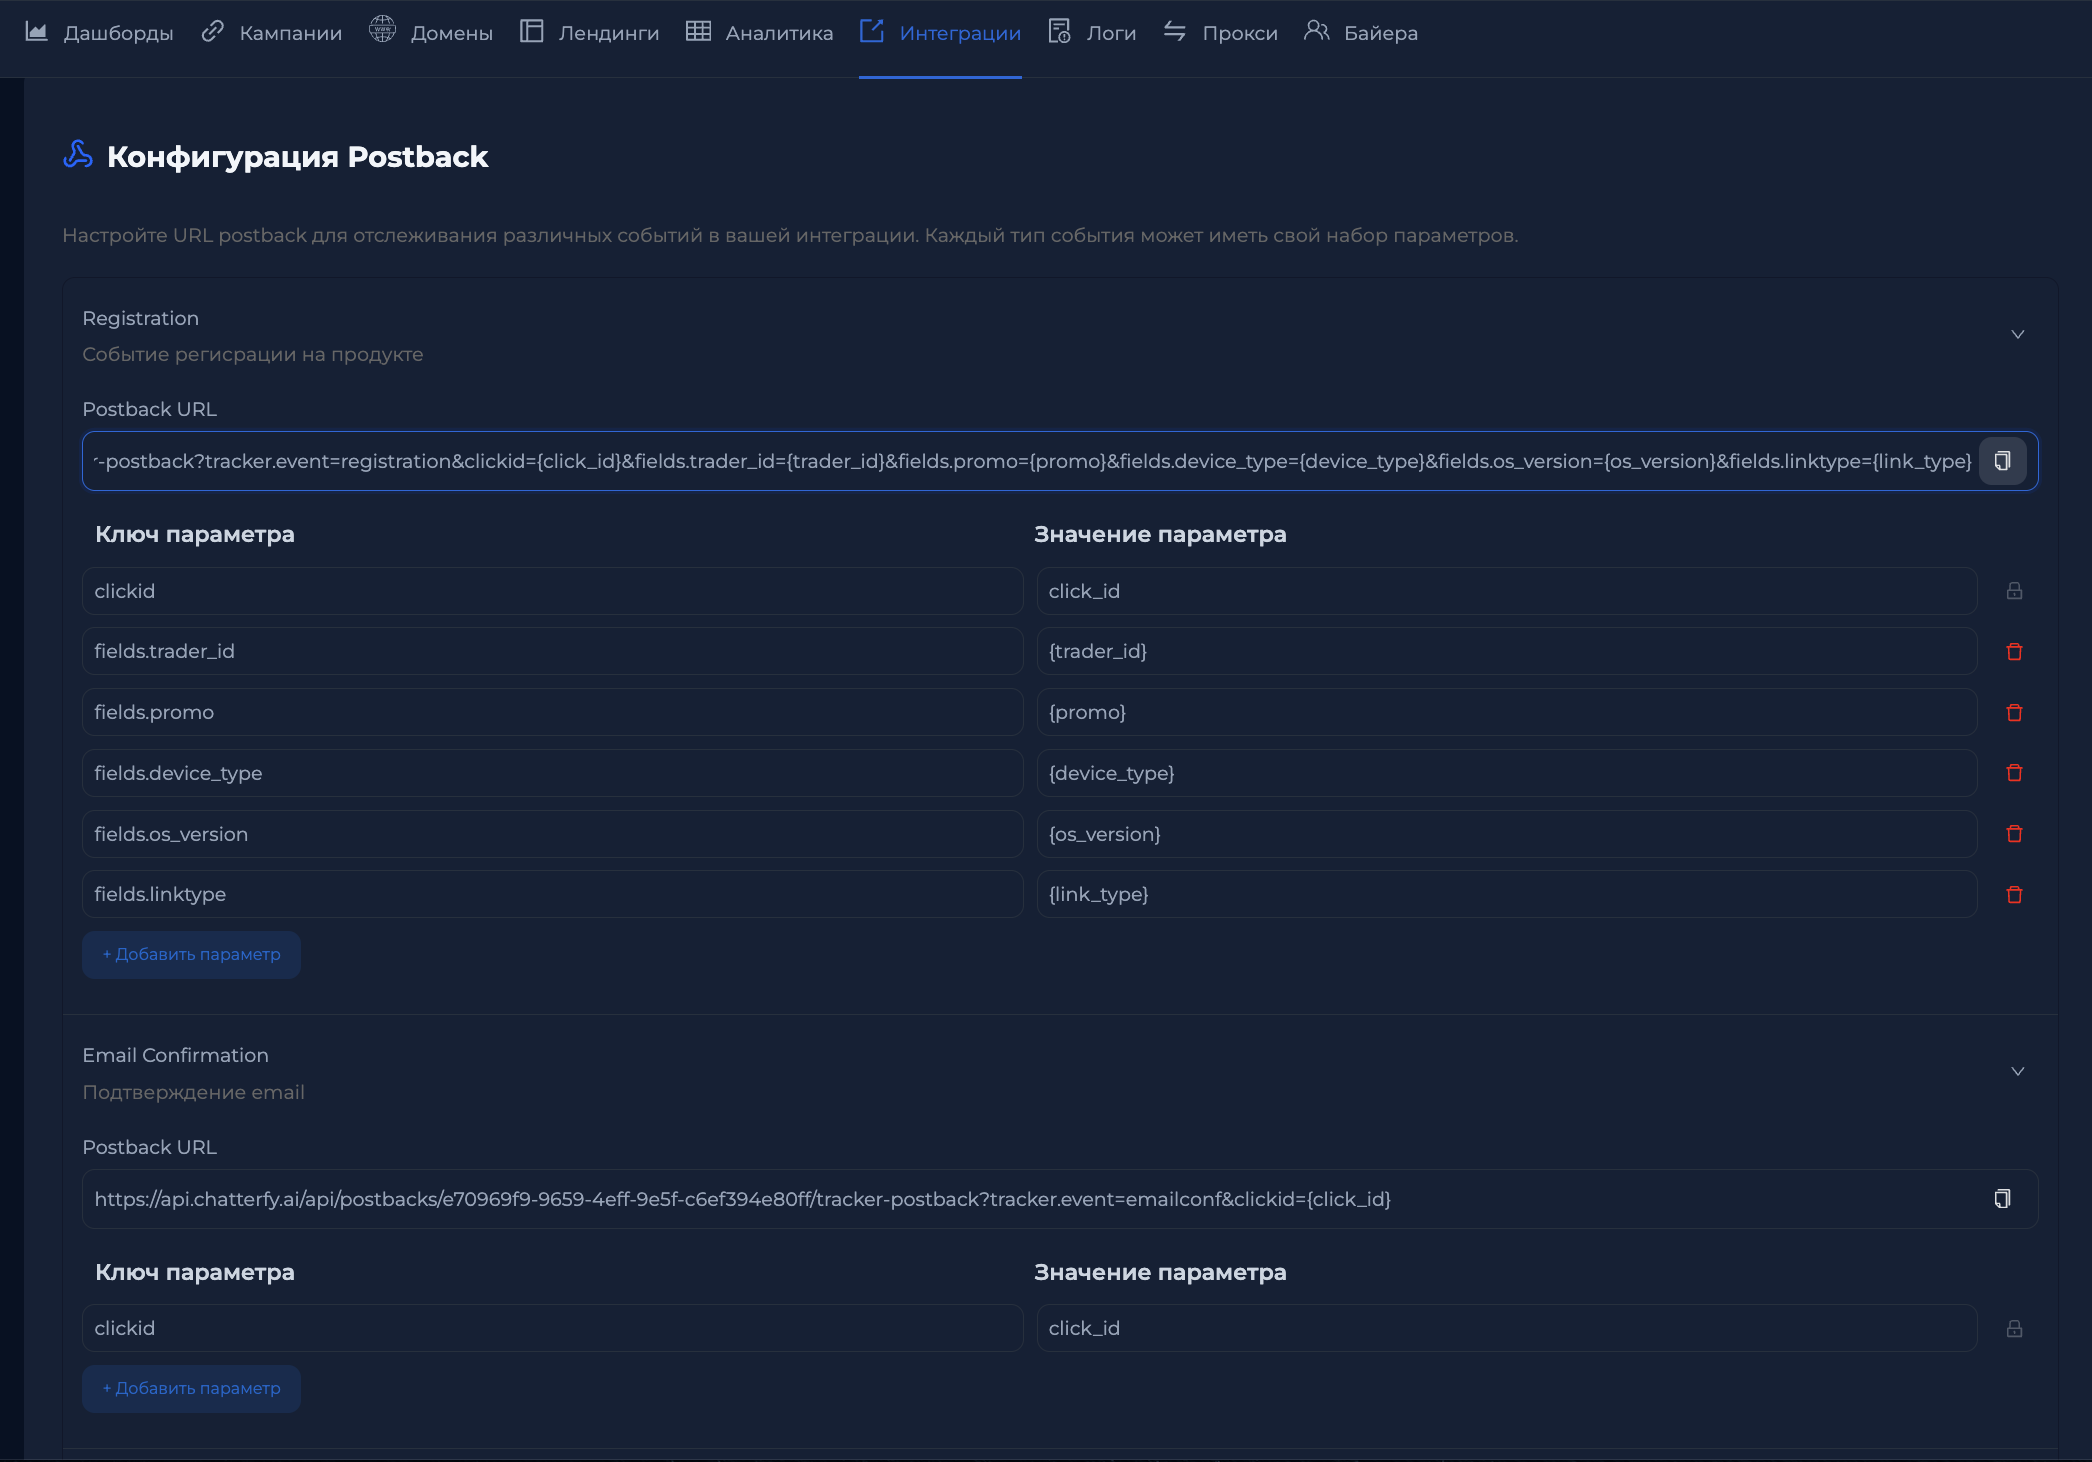 Дашборды Кампании Домены Лендинги Аналитика Интеграции Логи Прокси Байера
Конфигурация Postback
Настройте URL postback для отслеживания различных событий в вашей интеграции. Каждый тип события может иметь свой набор параметров.
Registration
Событие регисрации на продукте
Postback URL
-postback?tracker.event=registration&clickid={click_id}&fields.trader_id={trader_id}&fields.promo={promo}&fields.device_type={device_type}&fields.os_version={os_version}&fields.linktype={link_type}
Ключ параметра Значение параметра
clickid click_id
fields.trader_id {trader_id}
fields.promo {promo}
fields.device_type {device_type}
fields.os_version {os_version}
fields.linktype {link_type}
+ Добавить параметр
Email Confirmation
Подтверждение email
Postback URL
https://api.chatterfy.ai/api/postbacks/e70969f9-9659-4eff-9e5f-c6ef394e80ff/tracker-postback?tracker.event=emailconf&clickid={click_id}
Ключ параметра Значение параметра
clickid click_id
+ Добавить параметр